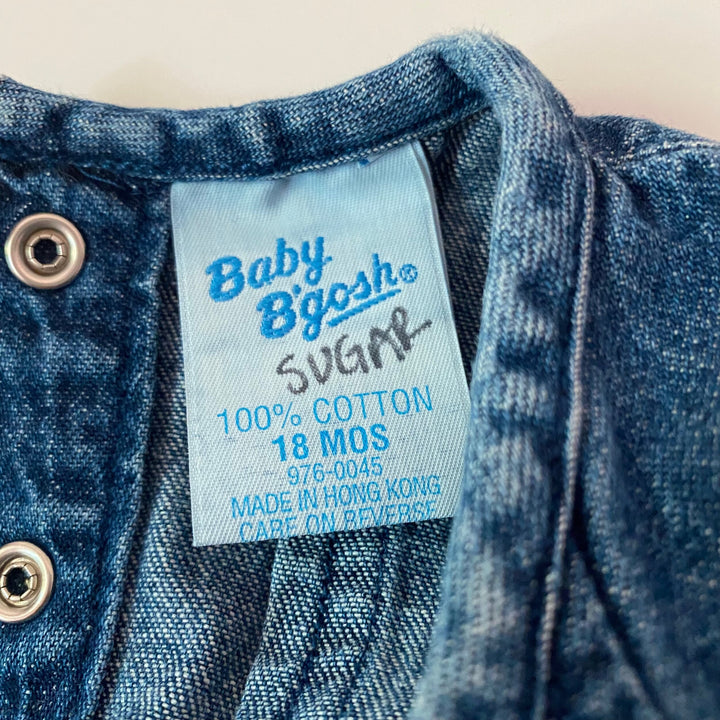 Baby
B'gosh®
SUGAR
100% COTTON
18 MOS
976-0045
MADE IN HONG KONG
CARE ON REVERSE